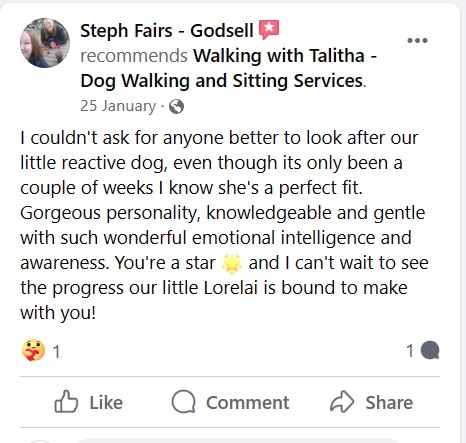 Steph Fairs - Godsell
recommends Walking with Talitha -
Dog Walking and Sitting Services.
25 January ·
I couldn't ask for anyone better to look after our
little reactive dog, even though its only been a
couple of weeks I know she's a perfect fit.
Gorgeous personality, knowledgeable and gentle
with such wonderful emotional intelligence and
awareness. You're a star 🌟 and I can't wait to see
the progress our little Lorelai is bound to make
with you!
1
1
Like Comment Share